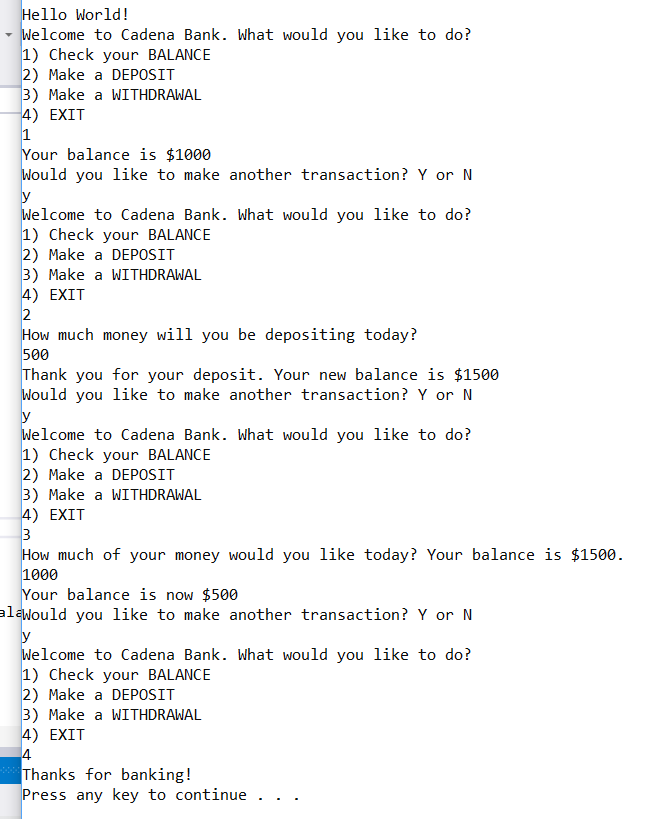 Hello World!
Welcome to Cadena Bank. What would you like to do?
1) Check your BALANCE
2) Make a DEPOSIT
3) Make a WITHDRAWAL
4) EXIT
1
Your balance is $1000
Would you like to make another transaction? Y or N
y
Welcome to Cadena Bank. What would you like to do?
1) Check your BALANCE
2) Make a DEPOSIT
3) Make a WITHDRAWAL
4) EXIT
2
How much money will you be depositing today?
500
Thank you for your deposit. Your new balance is $1500
Would you like to make another transaction? Y or N
y
Welcome to Cadena Bank. What would you like to do?
1) Check your BALANCE
2) Make a DEPOSIT
3) Make a WITHDRAWAL
4) EXIT
3
How much of your money would you like today? Your balance is $1500.
1000
Your balance is now $500
Would you like to make another transaction? Y or N
y
Welcome to Cadena Bank. What would you like to do?
1) Check your BALANCE
2) Make a DEPOSIT
3) Make a WITHDRAWAL
4) EXIT
4
Thanks for banking!
Press any key to continue . . .